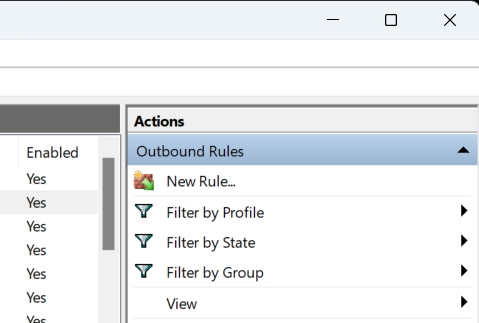 Actions
Enabled
Outbound Rules
Yes
New Rule...
Yes
Filter by Profile
Yes
Filter by State
Yes
Filter by Group
Yes
Yes
View
Yes